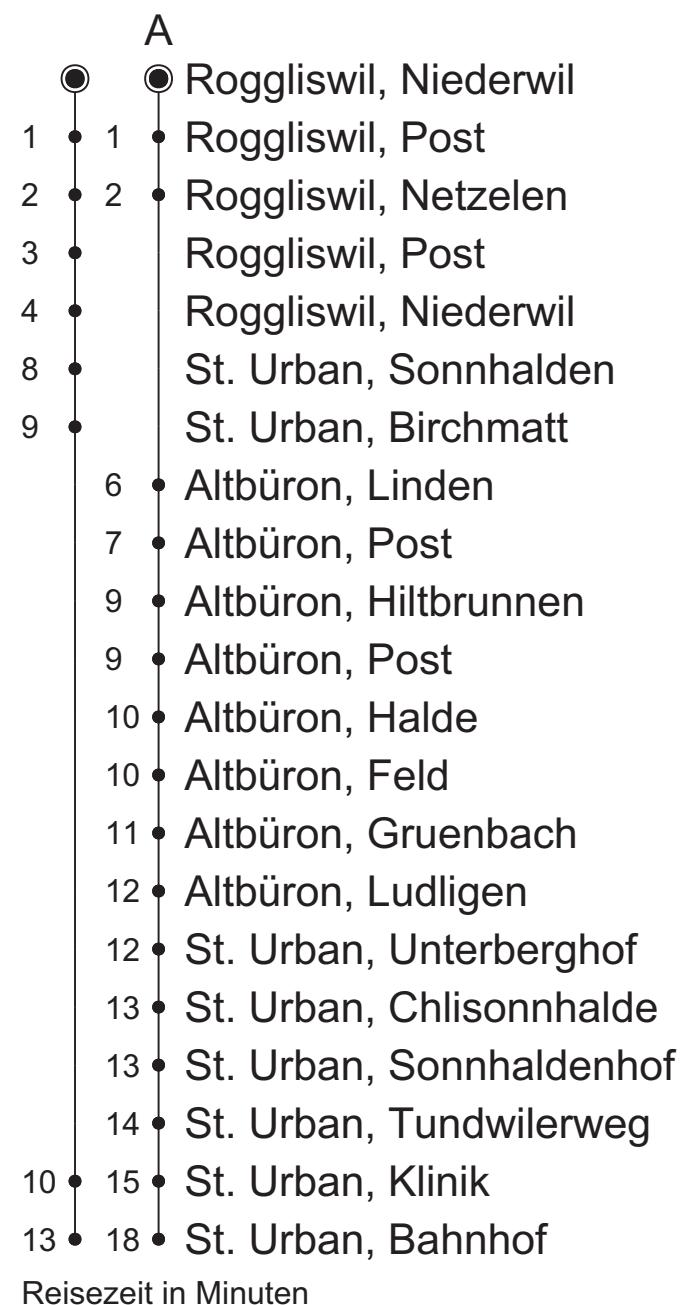 A
Roggliswil, Niederwil
1 1 Roggliswil, Post
2 2 Roggliswil, Netzelen
3 Roggliswil, Post
4 Roggliswil, Niederwil
8 St. Urban, Sonnhalden
9 St. Urban, Birchmatt
6 Altbüron, Linden
7 Altbüron, Post
9 Altbüron, Hiltbrunnen
9 Altbüron, Post
10 Altbüron, Halde
10 Altbüron, Feld
11 Altbüron, Gruenbach
12 Altbüron, Ludligen
12 St. Urban, Unterberghof
13 St. Urban, Chlisonnhalde
13 St. Urban, Sonnhaldenhof
14 St. Urban, Tundwilerweg
10 15 St. Urban, Klinik
13 18 St. Urban, Bahnhof
Reisezeit in Minuten